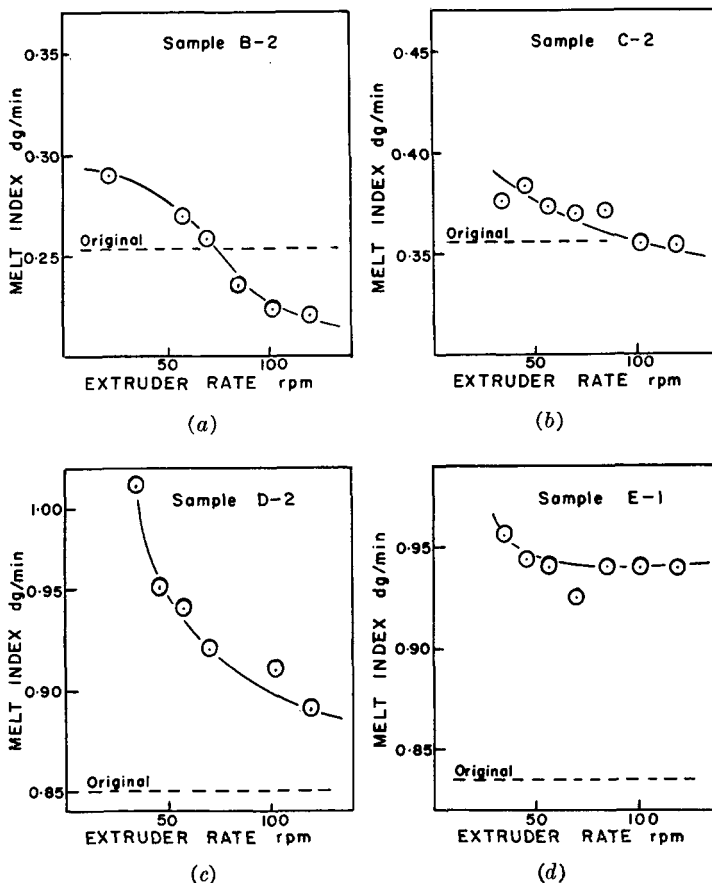 Sample B-2
MELT INDEX dg/min
0·35
0·30
0·25
Original
50
100
EXTRUDER RATE rpm
(a)
Sample C-2
MELT INDEX dg/min
0·45
0·40
0·35
Original
50
100
EXTRUDER RATE rpm
(b)
Sample D-2
MELT INDEX dg/min
1·00
0·95
0·90
0·85
Original
50
100
EXTRUDER RATE rpm
(c)
Sample E-1
MELT INDEX dg/min
0·95
0·90
0·85
Original
50
100
EXTRUDER RATE rpm
(d)